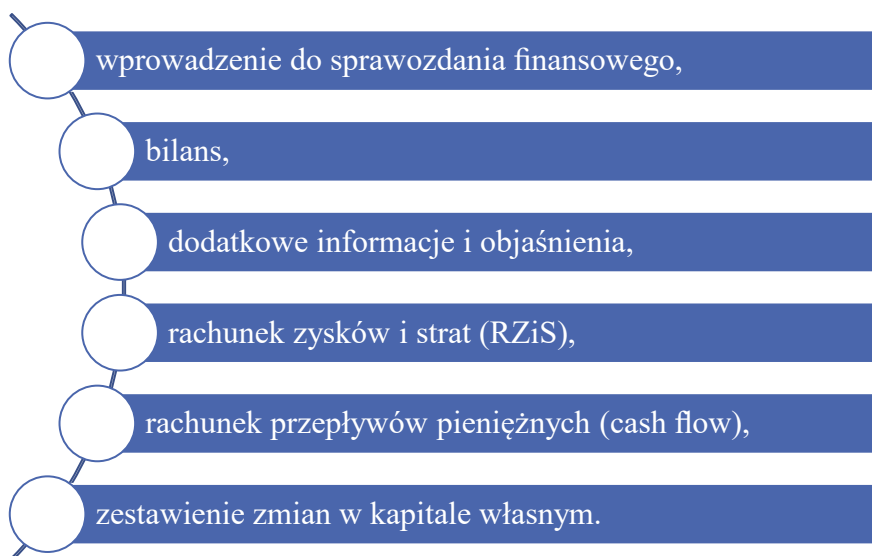 wprowadzenie do sprawozdania finansowego,
bilans,
dodatkowe informacje i objaśnienia,
rachunek zysków i strat (RZiS),
rachunek przepływów pieniężnych (cash flow),
zestawienie zmian w kapitale własnym.